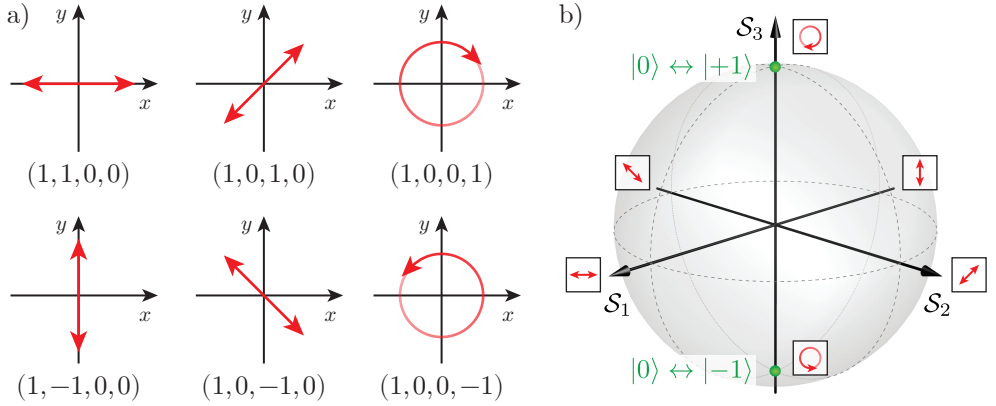 a)
y
x
(1,1,0,0)
y
x
(1,0,1,0)
y
x
(1,0,0,1)
y
x
(1,−1,0,0)
y
x
(1,0,−1,0)
y
x
(1,0,0,−1)
b)
S₃
|0⟩ ↔ |+1⟩
S₁
S₂
|0⟩ ↔ |−1⟩